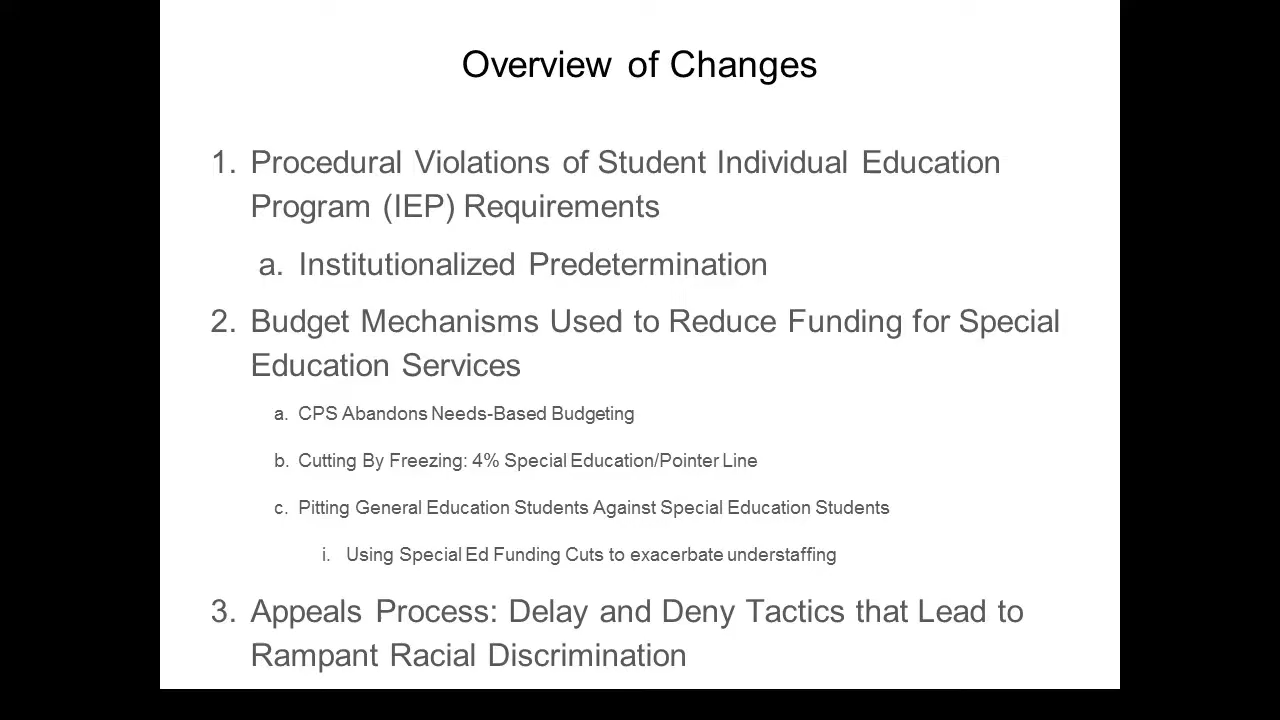 Overview of Changes
1. Procedural Violations of Student Individual Education
Program (IEP) Requirements
a. Institutionalized Predetermination
2. Budget Mechanisms Used to Reduce Funding for Special
Education Services
a. CPS Abandons Needs-Based Budgeting
b. Cutting By Freezing: 4% Special Education/Pointer Line
c. Pitting General Education Students Against Special Education Students
i. Using Special Ed Funding Cuts to exacerbate understaffing
3. Appeals Process: Delay and Deny Tactics that Lead to
Rampant Racial Discrimination